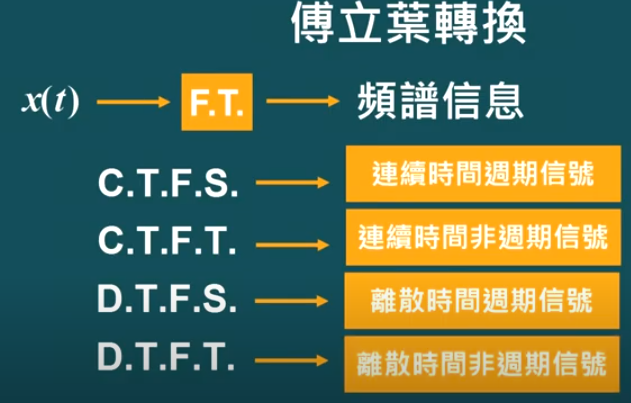 傅立葉轉換
x(t) → F.T. → 頻譜信息
C.T.F.S. → 連續時間週期信號
C.T.F.T. → 連續時間非週期信號
D.T.F.S. → 離散時間週期信號
D.T.F.T. → 離散時間非週期信號